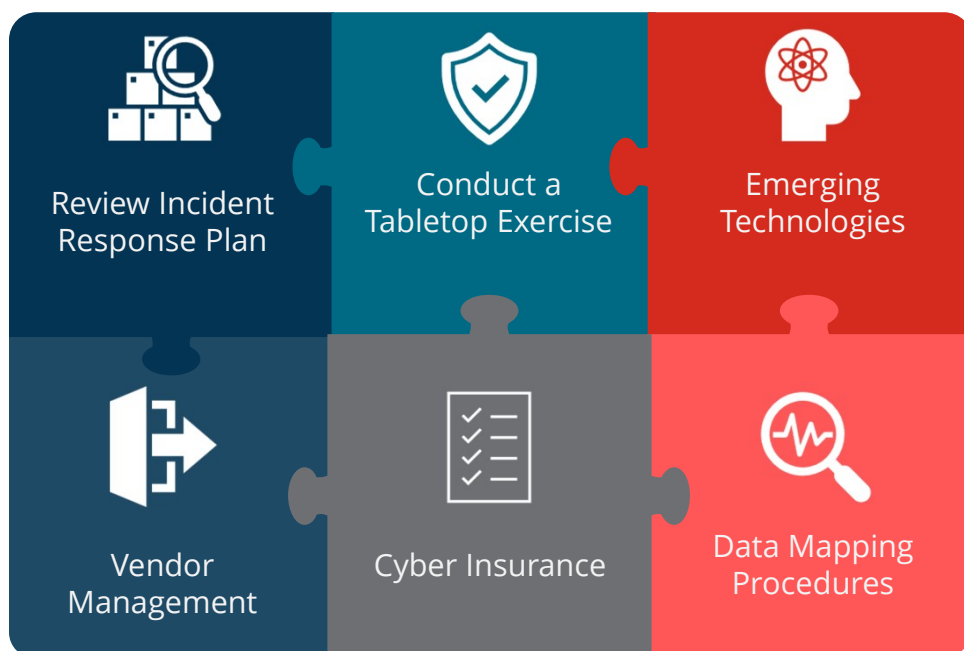 Review Incident
Response Plan
Conduct a
Tabletop Exercise
Emerging
Technologies
Vendor
Management
Cyber Insurance
Data Mapping
Procedures